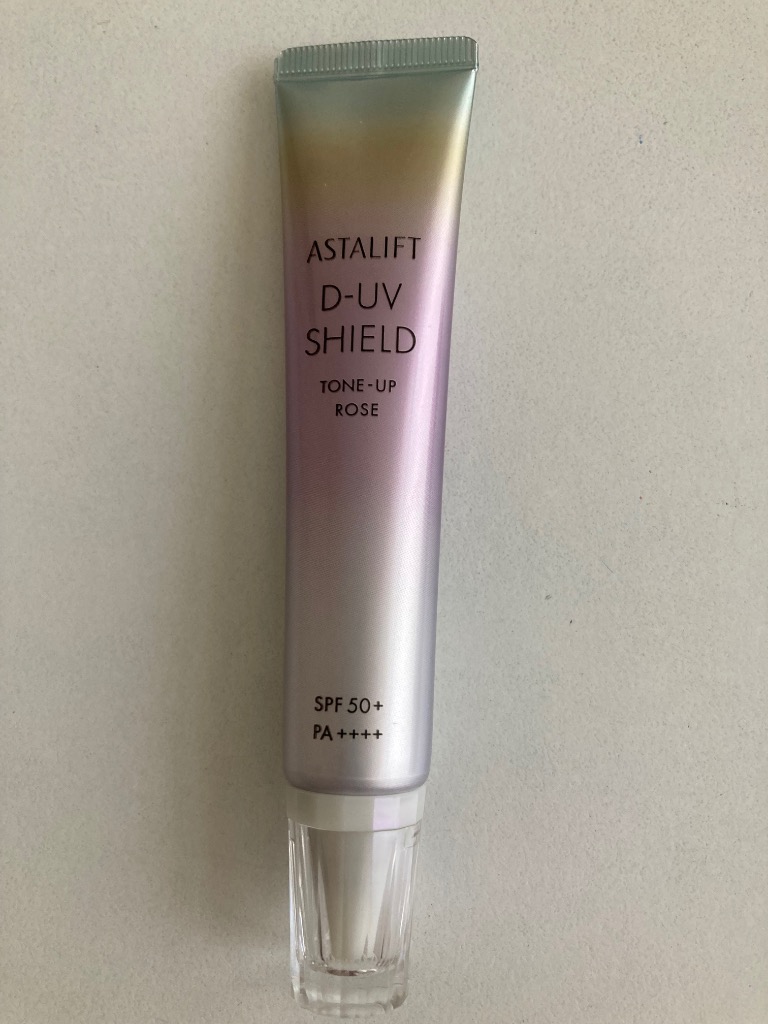 ASTALIFT
D-UV
SHIELD
TONE-UP
ROSE
SPF 50+
PA ++++